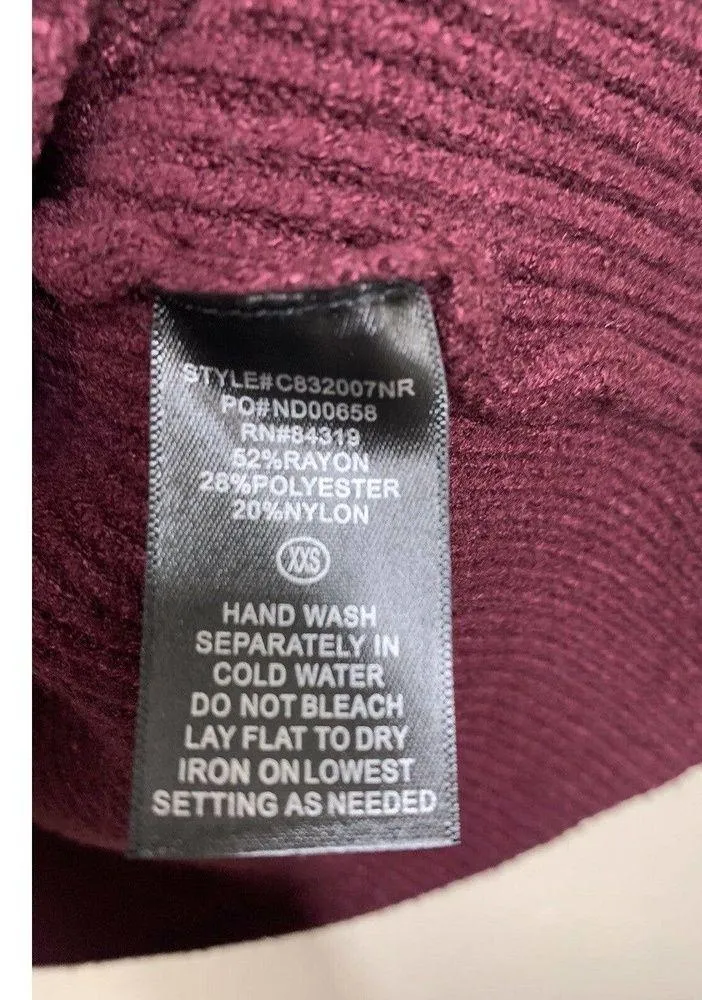 STYLE#C832007NR
PO#ND00658
RN#84319
52%RAYON
28%POLYESTER
20%NYLON
XXS
HAND WASH
SEPARATELY IN
COLD WATER
DO NOT BLEACH
LAY FLAT TO DRY
IRON ON LOWEST
SETTING AS NEEDED